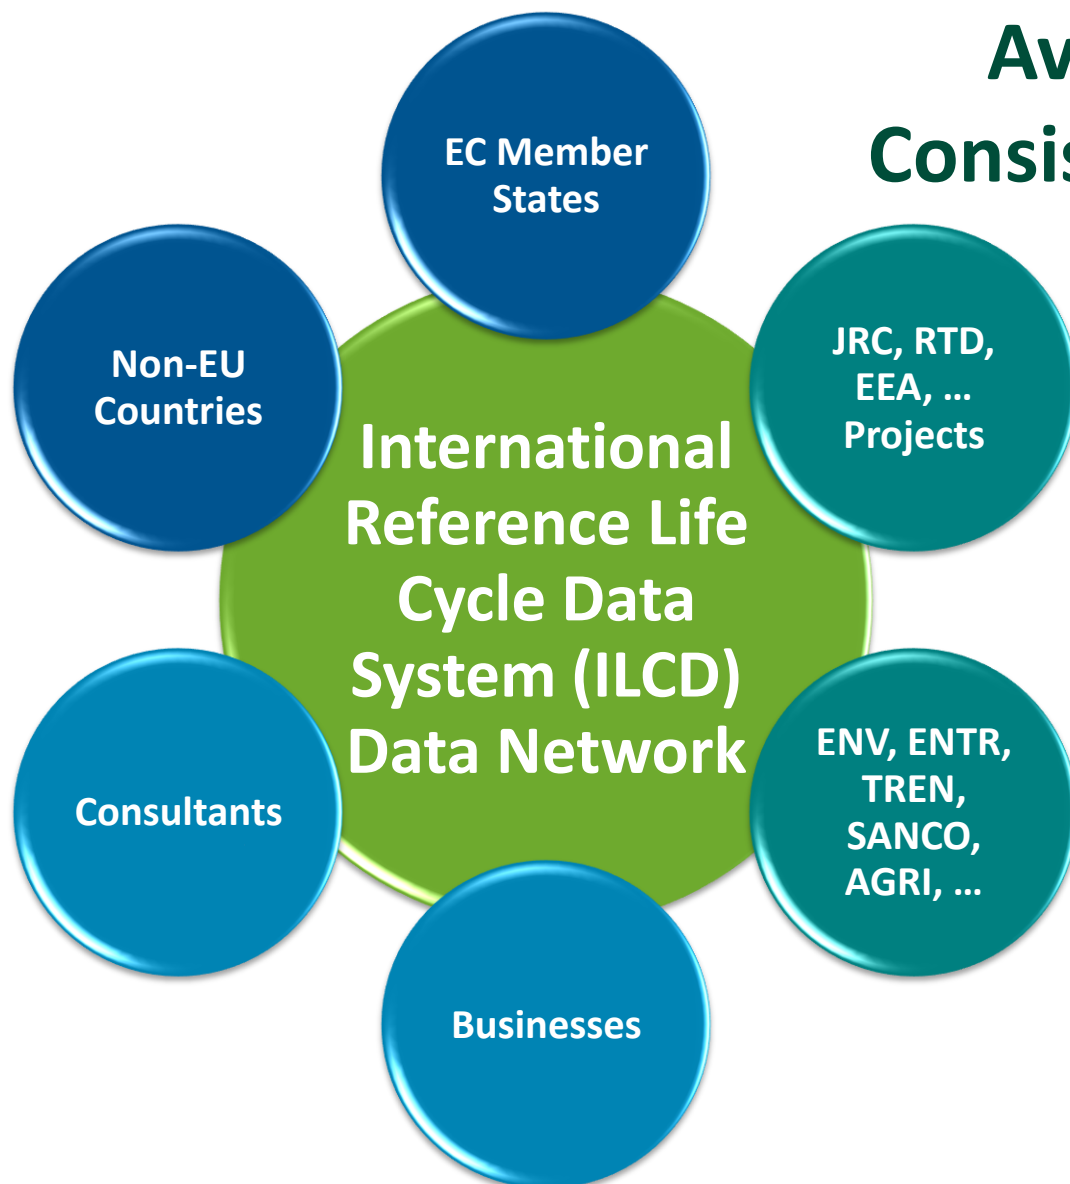 Av
Consis
EC Member
States
Non-EU
Countries
JRC, RTD,
EEA, ...
Projects
International
Reference Life
Cycle Data
System (ILCD)
Data Network
Consultants
ENV, ENTR,
TREN,
SANCO,
AGRI, ...
Businesses